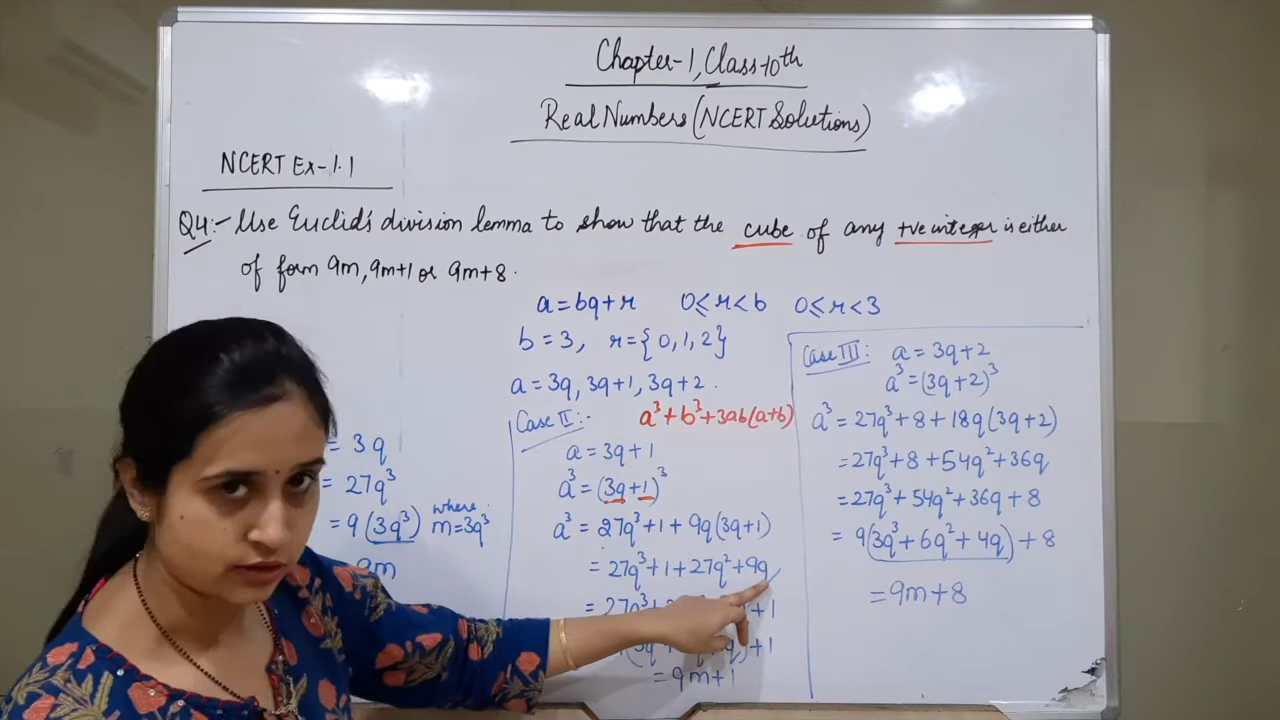 Chapter-1, Class-10th
Real Numbers (NCERT Solutions)
NCERT Ex-1.1
Q4:- Use Euclid's division lemma to show that the cube of any +ve integer is either
of form 9m, 9m+1 or 9m+8.
a = bq + r 0 ≤ r < b 0 ≤ r < 3
b = 3, r = {0, 1, 2}
a = 3q, 3q+1, 3q+2.
= 3q
= 27q³
= 9(3q³) where m=3q³
9m
Case II:-
a³+b³+3ab(a+b)
a = 3q+1
a³ = (3q+1)³
a³ = 27q³+1+9q(3q+1)
= 27q³+1+27q²+9q
= 27q³+ +1
(3q³+ q)+1
= 9m+1
Case III:- a = 3q+2
a³ = (3q+2)³
a³ = 27q³+8+18q(3q+2)
= 27q³+8+54q²+36q
= 27q³+54q²+36q+8
= 9(3q³+6q²+4q)+8
= 9m+8